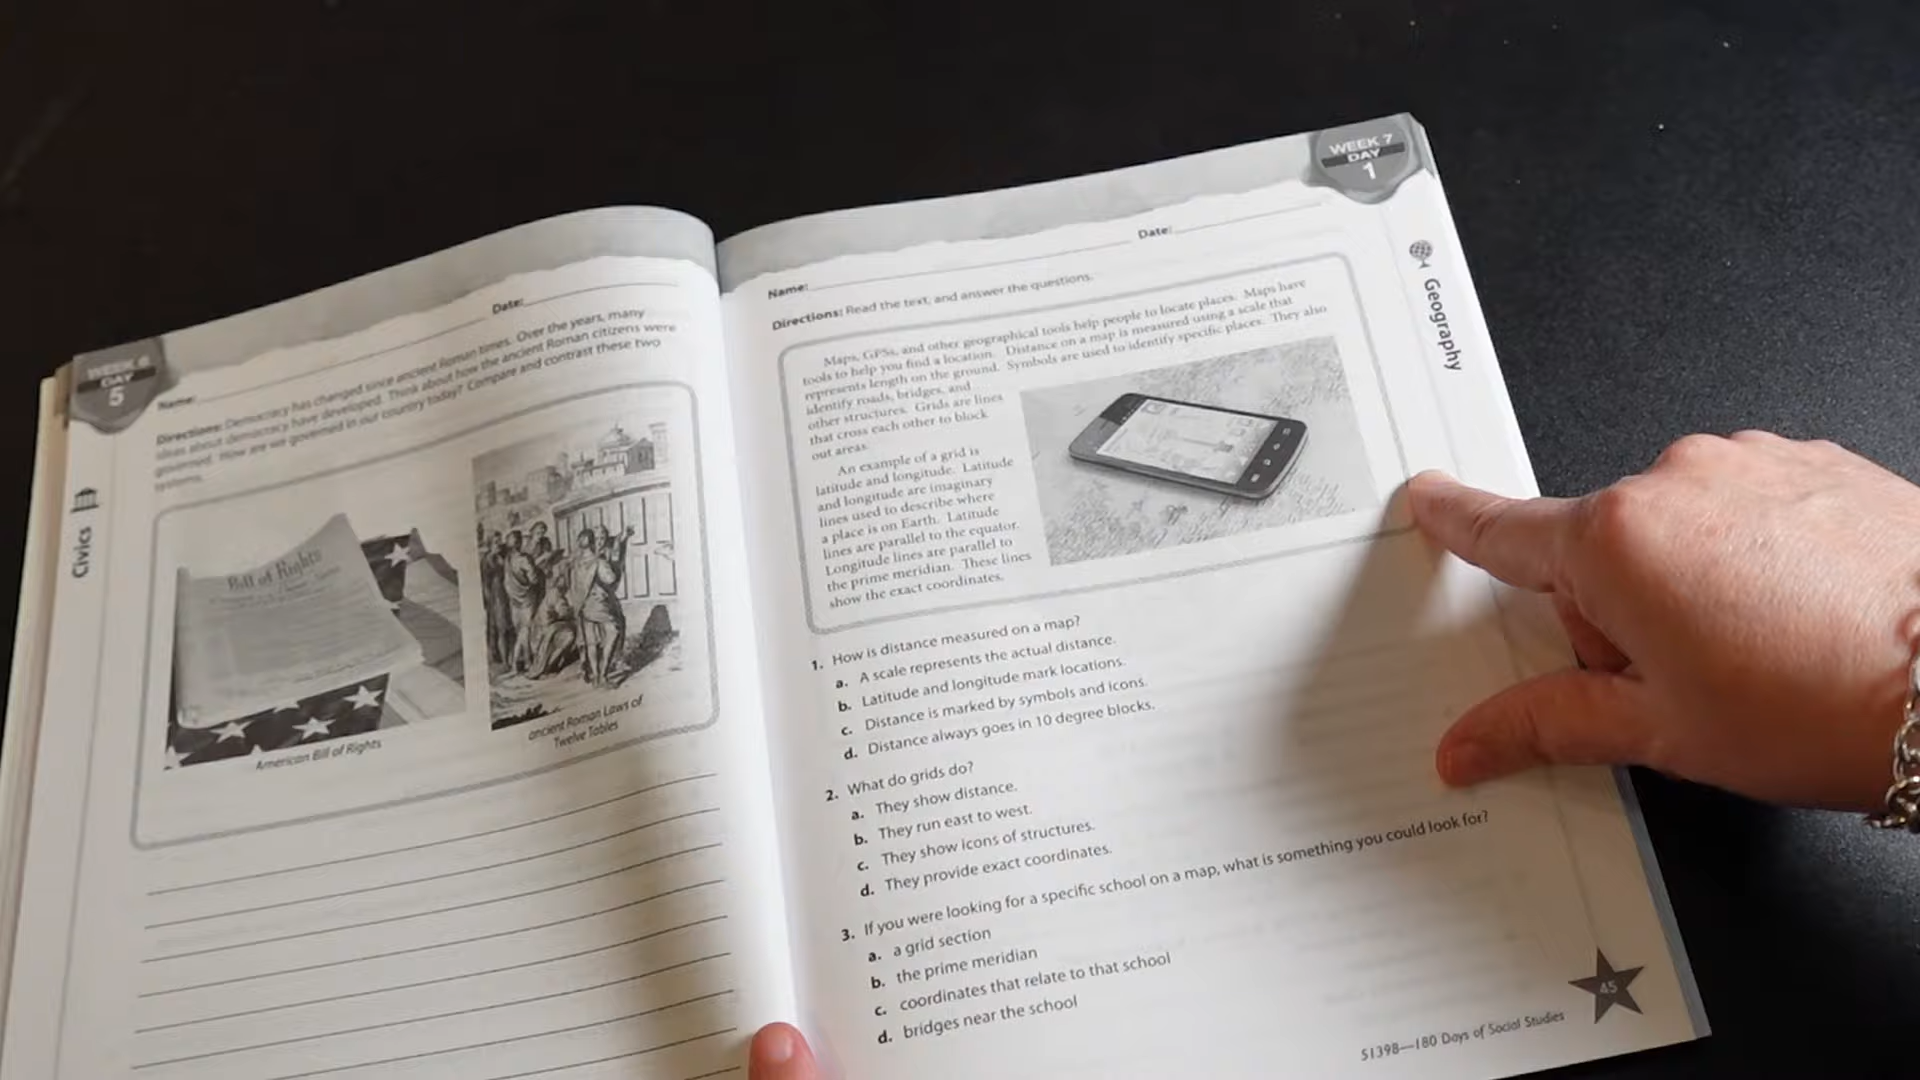 WEEK 6
DAY
5
Civics
Name:
Date:
Directions: Democracy has changed since ancient Roman times. Over the years, many
ideas about democracy have developed. Think about how the ancient Roman citizens were
governed. How are we governed in our country today? Compare and contrast these two
systems.
Bill of Rights
American Bill of Rights
ancient Roman Laws of
Twelve Tables
WEEK 7
DAY
1
Geography
Name:
Date:
Directions: Read the text, and answer the questions.
Maps, GPSs, and other geographical tools help people to locate places. Maps have
tools to help you find a location. Distance on a map is measured using a scale that
represents length on the ground. Symbols are used to identify specific places. They also
identify roads, bridges, and
other structures. Grids are lines
that cross each other to block
out areas.
An example of a grid is
latitude and longitude. Latitude
and longitude are imaginary
lines used to describe where
a place is on Earth. Latitude
lines are parallel to the equator.
Longitude lines are parallel to
the prime meridian. These lines
show the exact coordinates.
1. How is distance measured on a map?
a. A scale represents the actual distance.
b. Latitude and longitude mark locations.
c. Distance is marked by symbols and icons.
d. Distance always goes in 10 degree blocks.
2. What do grids do?
a. They show distance.
b. They run east to west.
c. They show icons of structures.
d. They provide exact coordinates.
3. If you were looking for a specific school on a map, what is something you could look for?
a. a grid section
b. the prime meridian
c. coordinates that relate to that school
d. bridges near the school
51398—180 Days of Social Studies
45